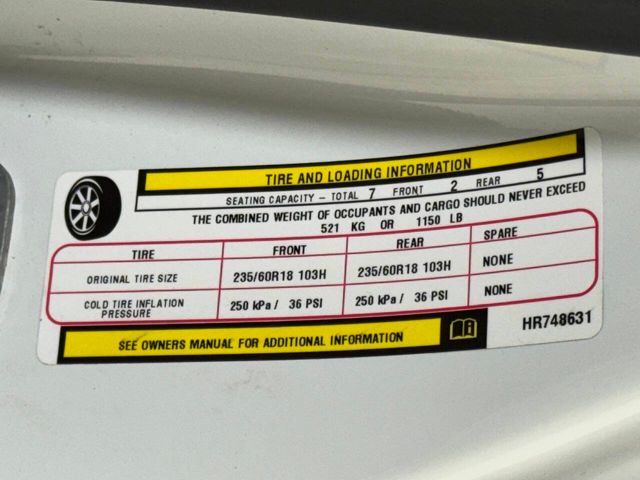 TIRE AND LOADING INFORMATION
SEATING CAPACITY - TOTAL 7 FRONT 2 REAR 5
THE COMBINED WEIGHT OF OCCUPANTS AND CARGO SHOULD NEVER EXCEED
521 KG OR 1150 LB
TIRE FRONT REAR SPARE
ORIGINAL TIRE SIZE 235/60R18 103H 235/60R18 103H NONE
COLD TIRE INFLATION PRESSURE 250 kPa / 36 PSI 250 kPa / 36 PSI NONE
SEE OWNERS MANUAL FOR ADDITIONAL INFORMATION
HR748631